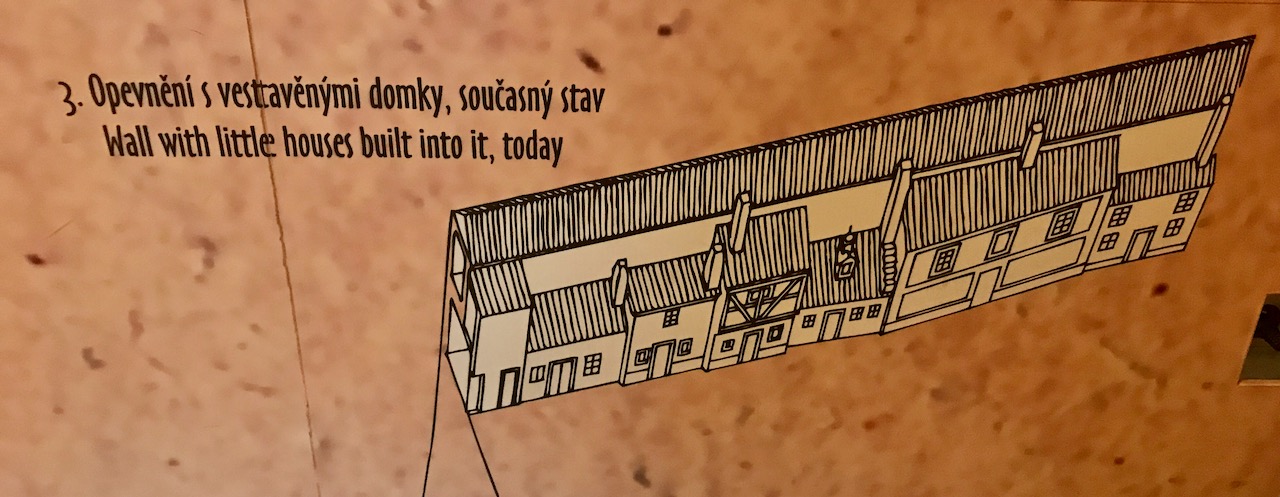 3. Opevnění s vestavěnými domky, současný stav
Wall with little houses built into it, today